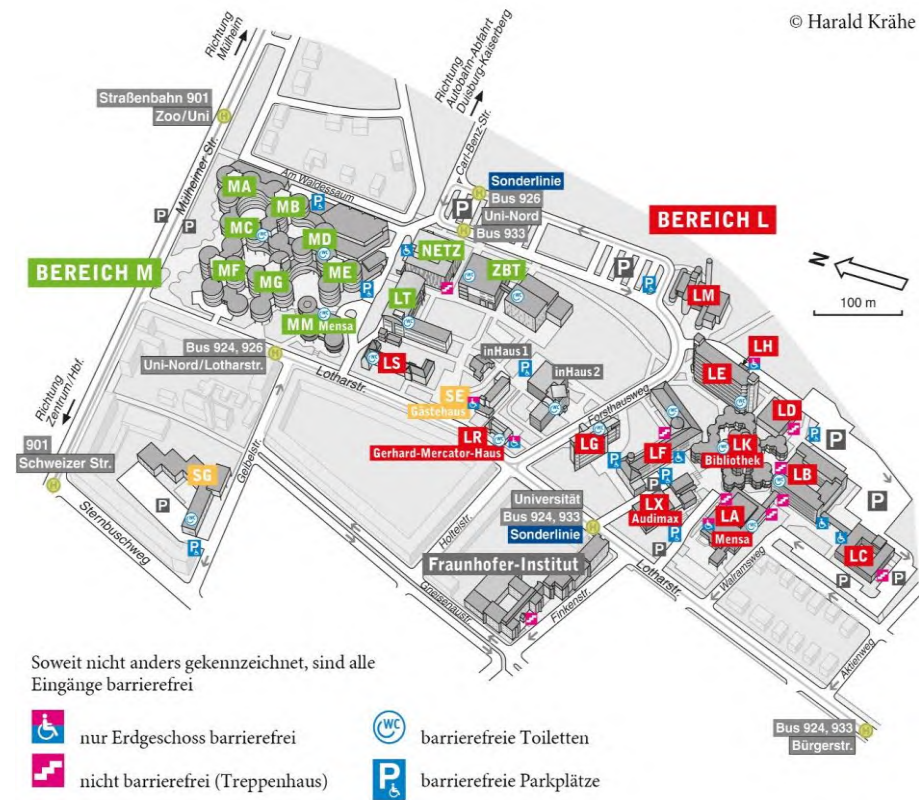 © Harald Krähe
Richtung
Mülheim
Richtung
Autobahn-Abfahrt
Duisburg-Kaiserberg
Straßenbahn 901
Zoo/Uni
Mülheimer Str.
Carl-Benz-Str.
Am Waldessaum
Sonderlinie
Bus 926
Uni-Nord
Bus 933
BEREICH L
BEREICH M
N
100 m
MA
MB
MC
MD
ME
MF
MG
MM Mensa
NETZ
ZBT
LT
LS
LM
LH
LE
LD
inHaus 1
inHaus 2
SE
Gästehaus
LR
Gerhard-Mercator-Haus
LG
LF
LK
Bibliothek
LB
LX
Audimax
LA
Mensa
LC
Forsthausweg
Bus 924, 926
Uni-Nord/Lotharstr.
Lotharstr.
Richtung
Zentrum/Hbf.
901
Schweizer Str.
SG
Geibelstr.
Sternbuschweg
Holteistr.
Universität
Bus 924, 933
Sonderlinie
Fraunhofer-Institut
Gneisenaustr.
Finkenstr.
Lotharstr.
Walramsweg
Aktienweg
Bus 924, 933
Bürgerstr.
Soweit nicht anders gekennzeichnet, sind alle
Eingänge barrierefrei
nur Erdgeschoss barrierefrei
WC barrierefreie Toiletten
nicht barrierefrei (Treppenhaus)
P barrierefreie Parkplätze